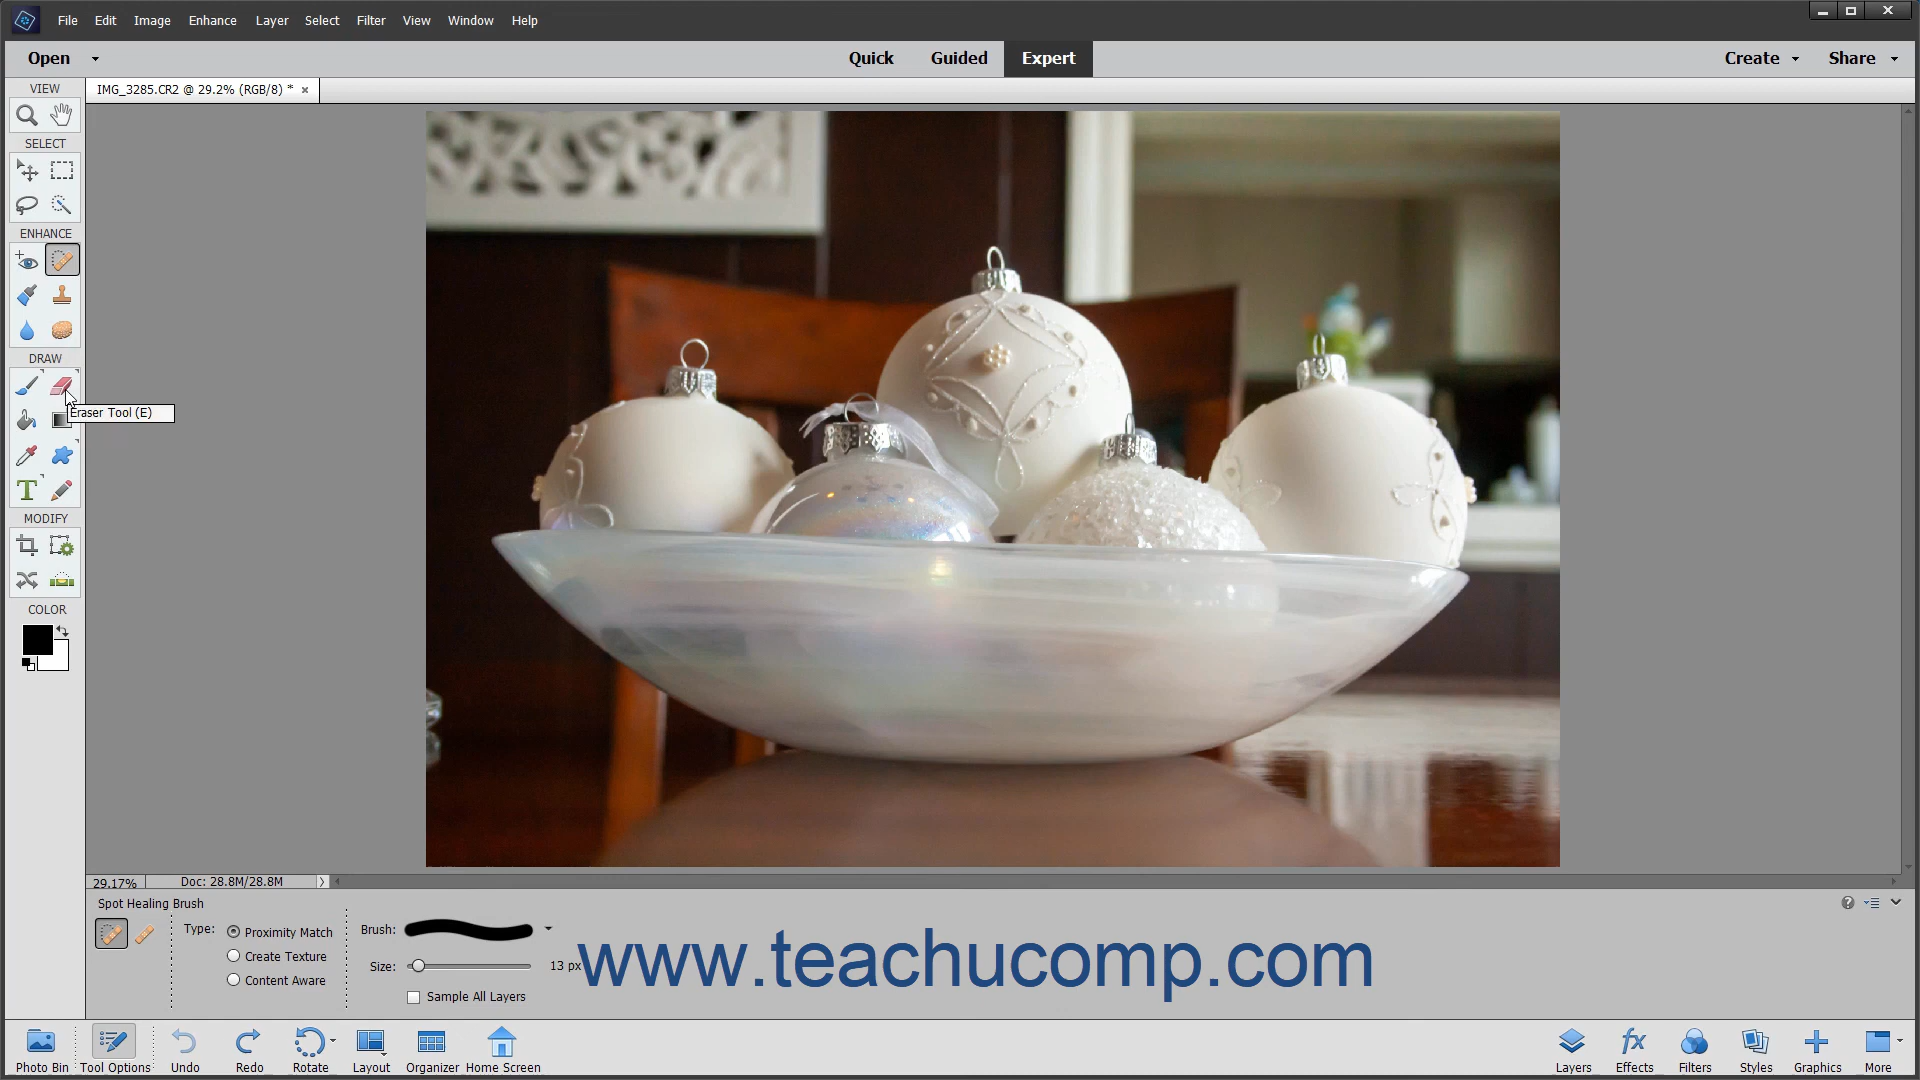 File Edit Image Enhance Layer Select Filter View Window Help
Open Quick Guided Expert Create Share
VIEW IMG_3285.CR2 @ 29.2% (RGB/8) * ×
SELECT
ENHANCE
DRAW
Eraser Tool (E)
T
MODIFY
COLOR
29.17% Doc: 28.8M/28.8M
Spot Healing Brush
Type: Proximity Match
Create Texture
Content Aware
Brush:
Size: 13 px
Sample All Layers
www.teachucomp.com
fx
Photo Bin Tool Options Undo Redo Rotate Layout Organizer Home Screen Layers Effects Filters Styles Graphics More